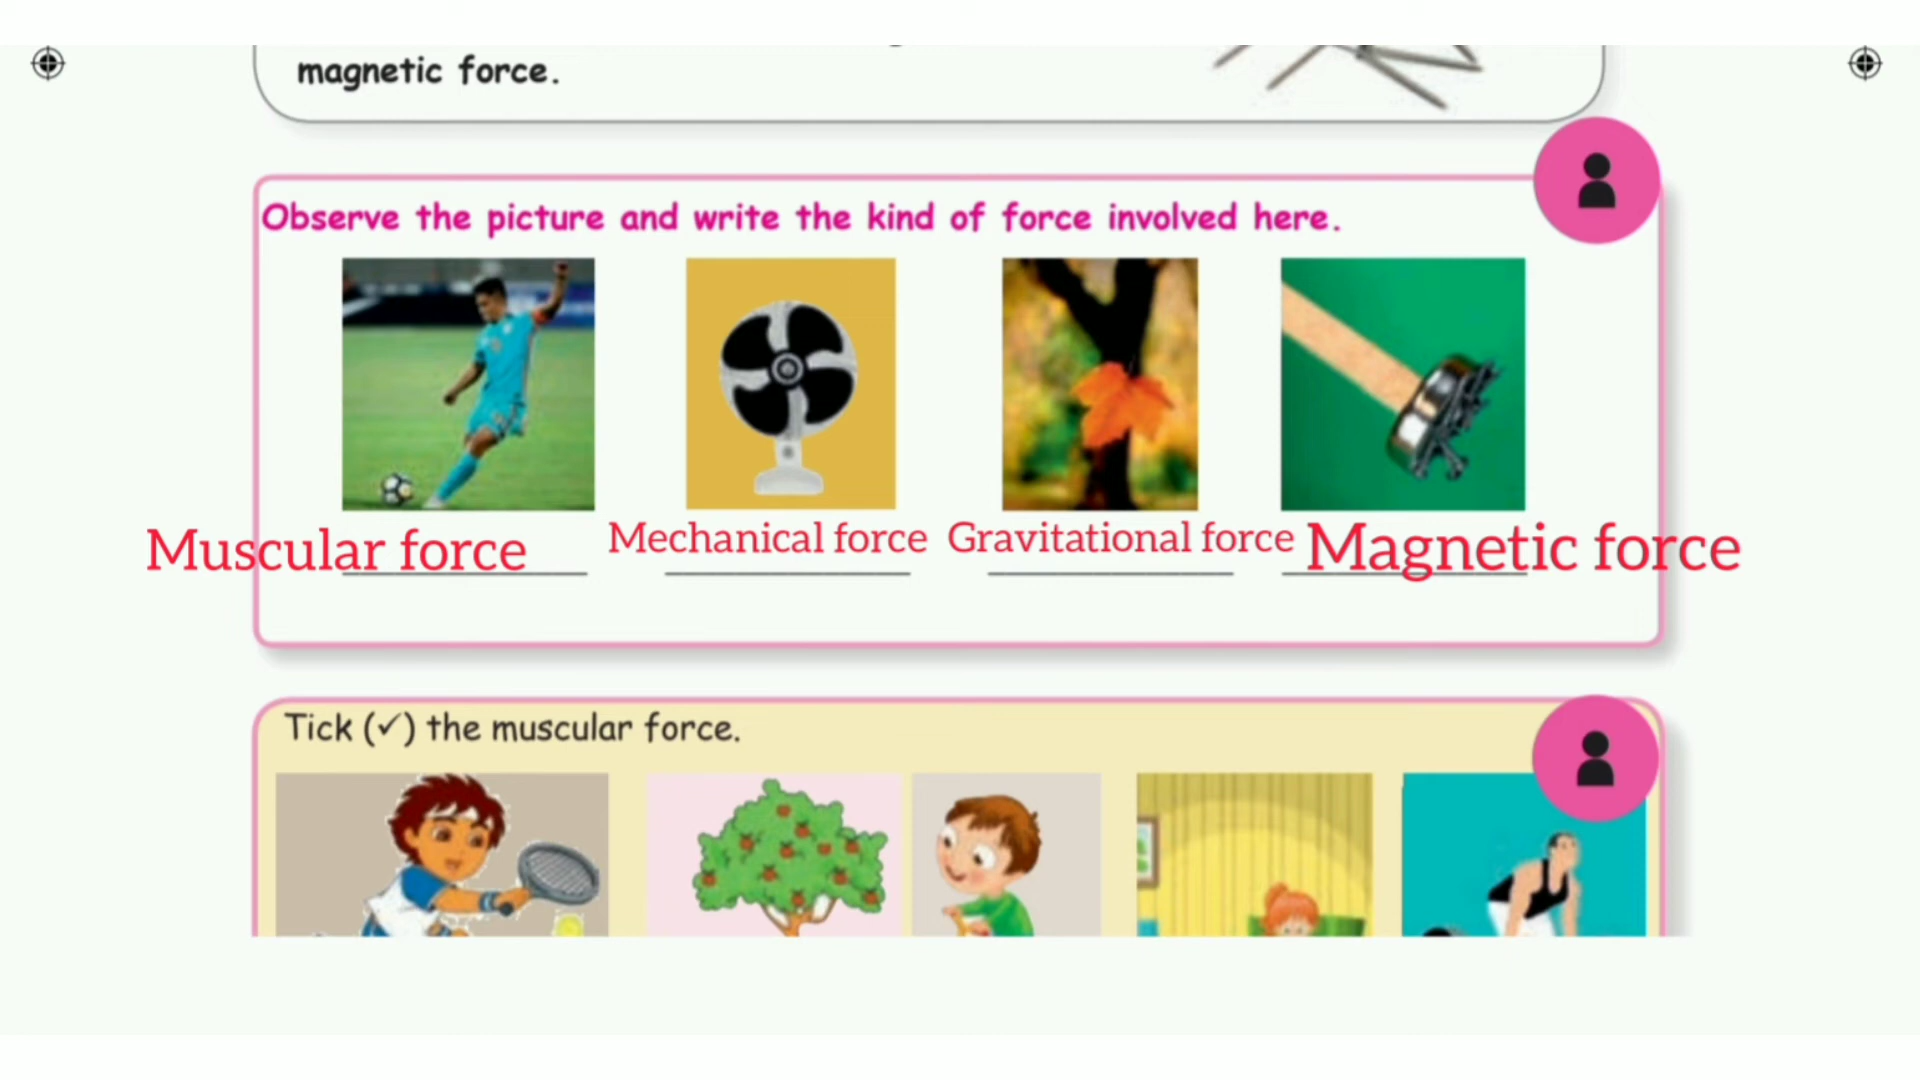 magnetic force.
Observe the picture and write the kind of force involved here.
Muscular force
Mechanical force
Gravitational force
Magnetic force
Tick (✓) the muscular force.